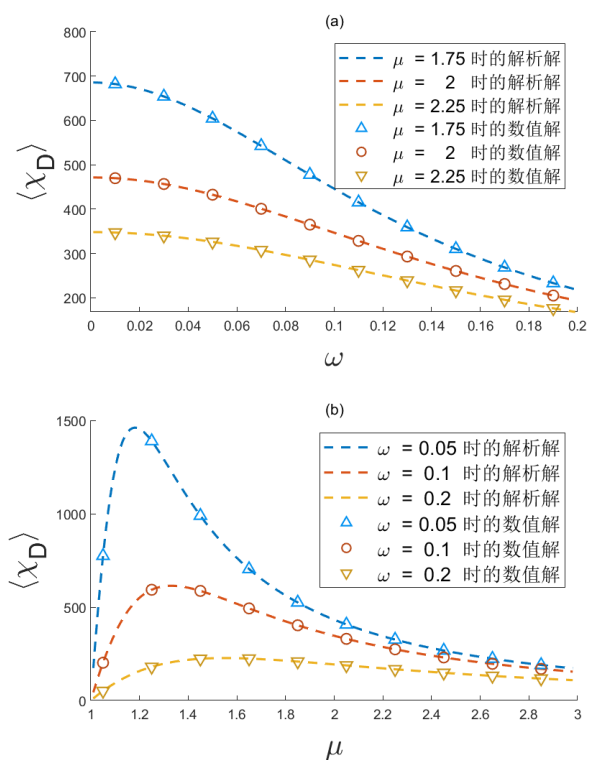 (a)
800
700
600
500
400
300
200
⟨χD⟩
μ = 1.75 时的解析解
μ = 2 时的解析解
μ = 2.25 时的解析解
μ = 1.75 时的数值解
μ = 2 时的数值解
μ = 2.25 时的数值解
0 0.02 0.04 0.06 0.08 0.1 0.12 0.14 0.16 0.18 0.2
ω
(b)
1500
1000
500
0
⟨χD⟩
ω = 0.05 时的解析解
ω = 0.1 时的解析解
ω = 0.2 时的解析解
ω = 0.05 时的数值解
ω = 0.1 时的数值解
ω = 0.2 时的数值解
1 1.2 1.4 1.6 1.8 2 2.2 2.4 2.6 2.8 3
μ